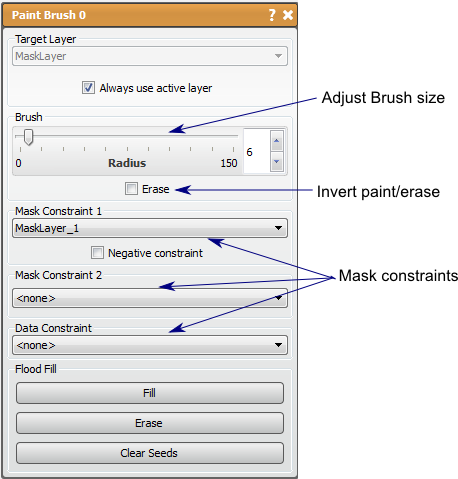 Paint Brush 0 ?
Target Layer
MaskLayer
Always use active layer
Brush
Adjust Brush size
6
0 Radius 150
Erase
Invert paint/erase
Mask Constraint 1
MaskLayer_1
Negative constraint
Mask constraints
Mask Constraint 2
<none>
Data Constraint
<none>
Flood Fill
Fill
Erase
Clear Seeds